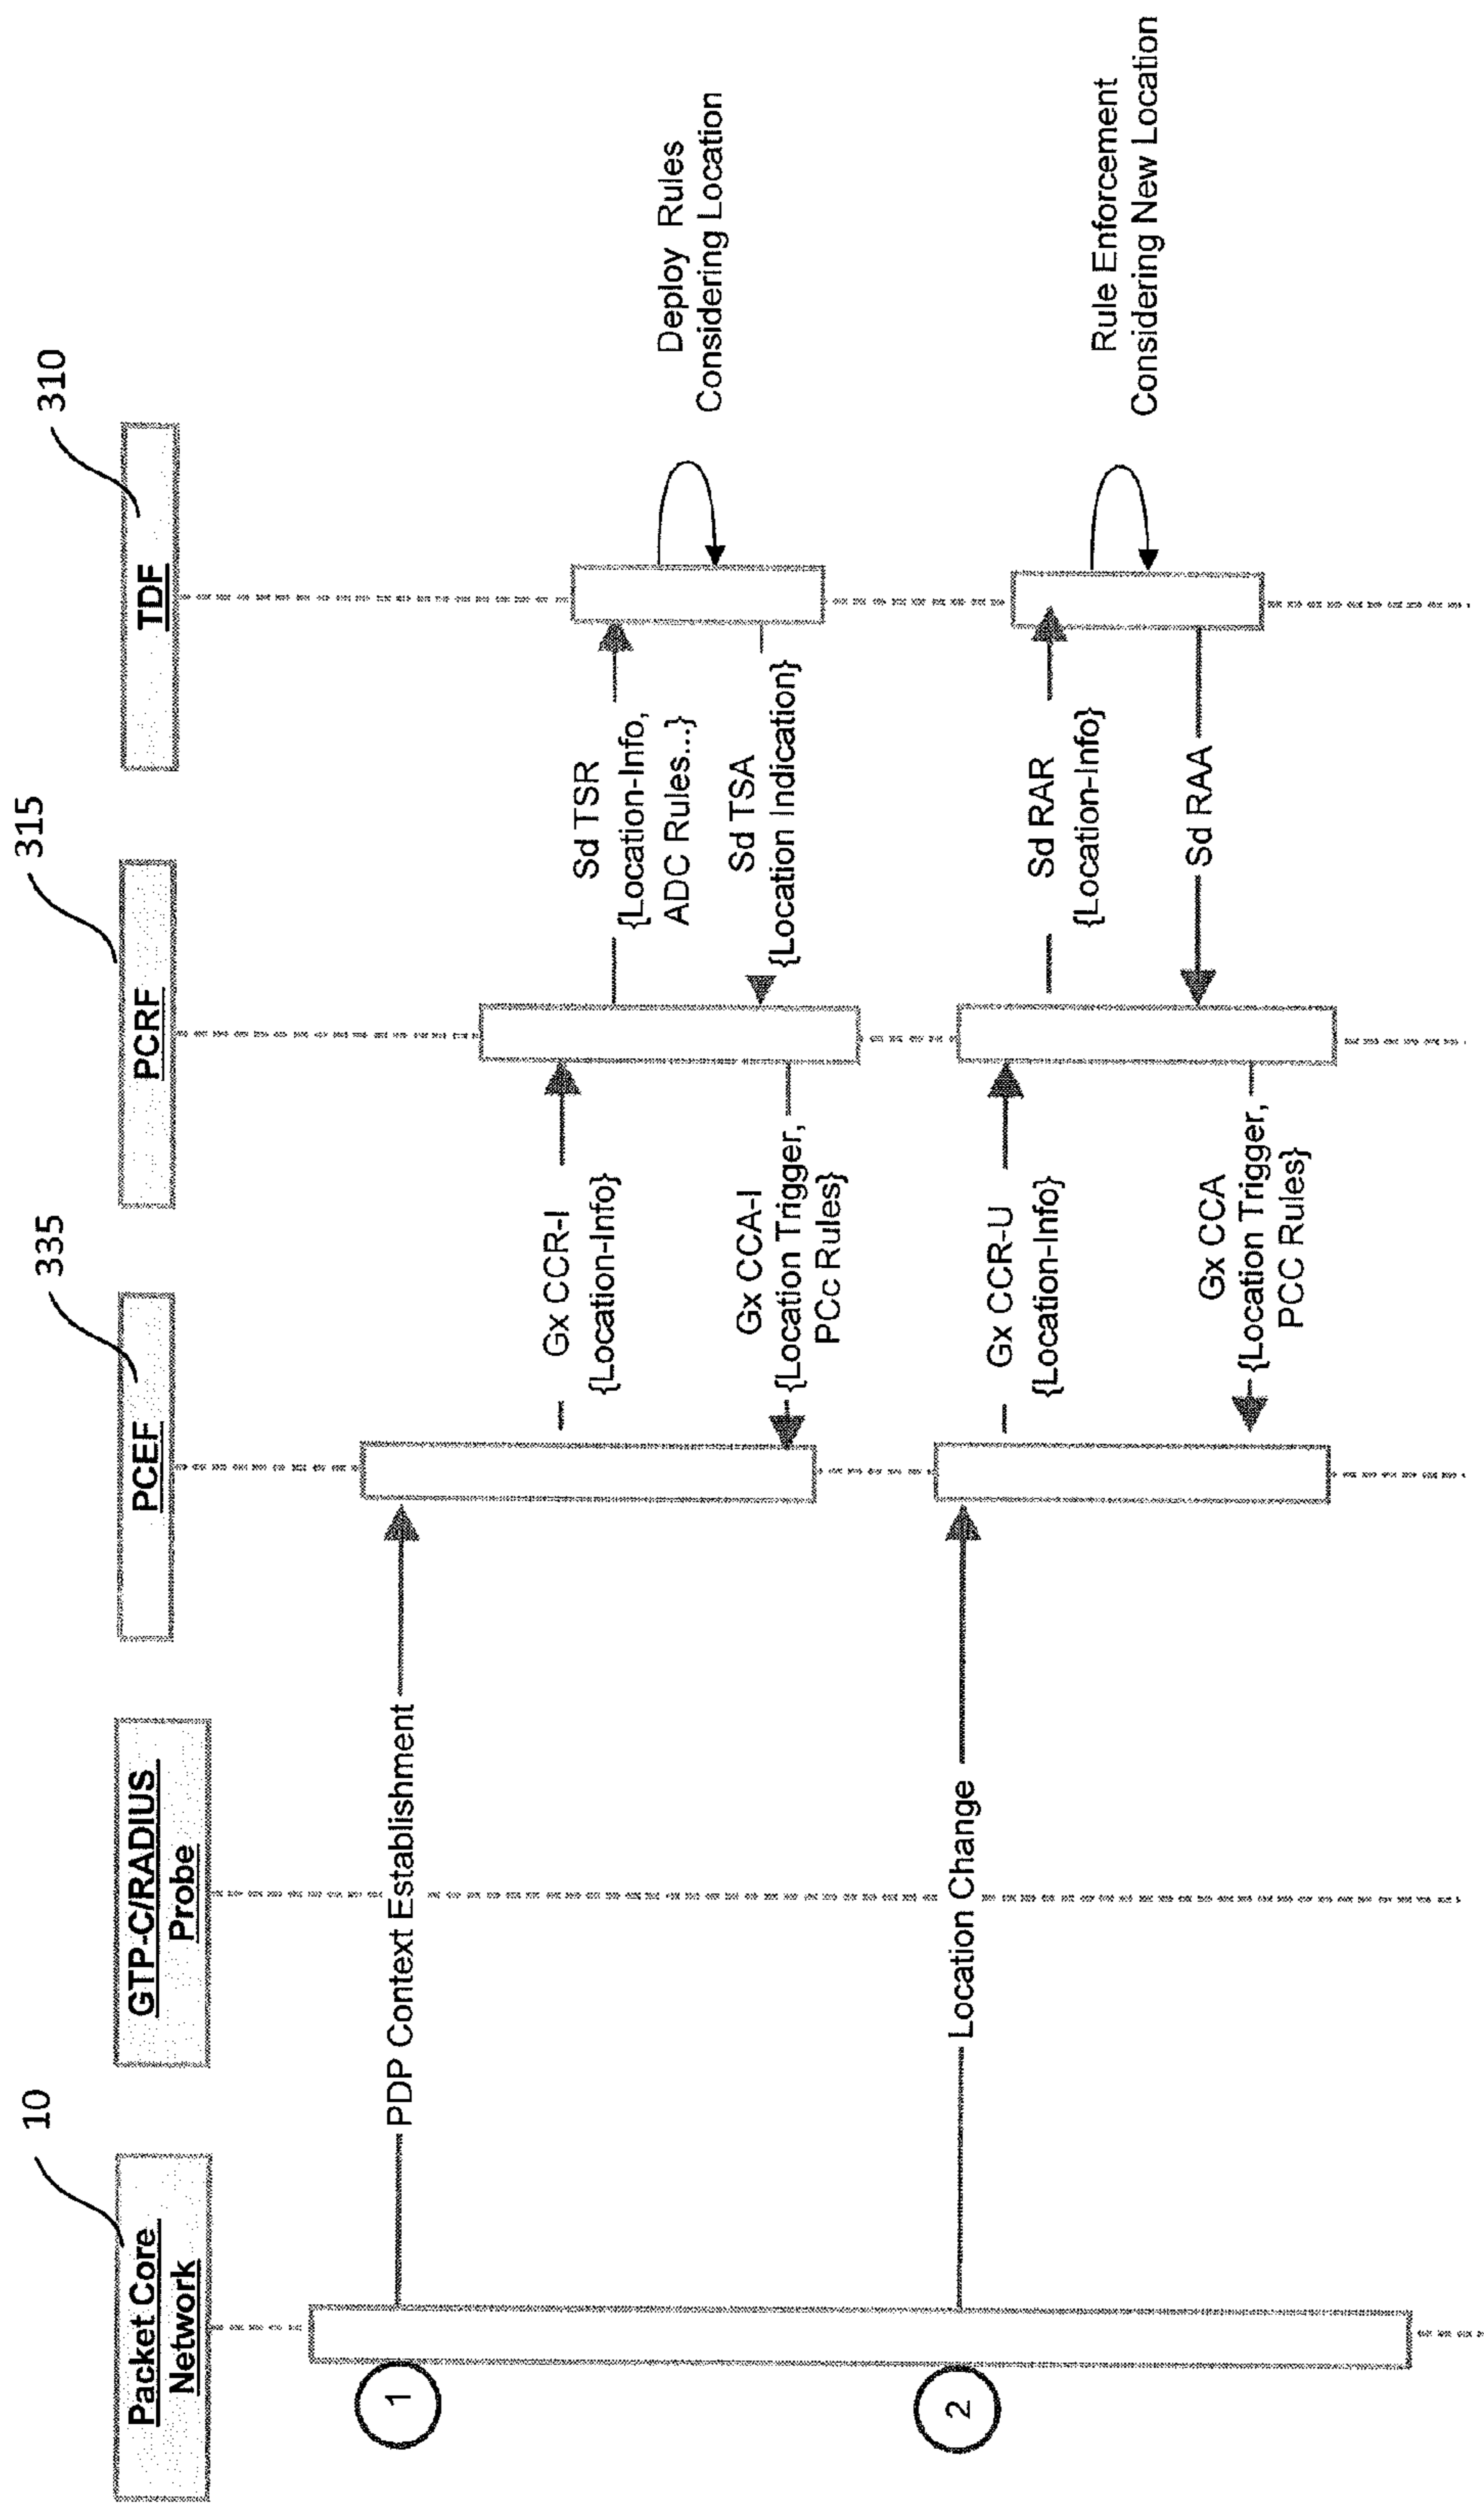 10
335
315
310
Packet Core
Network
GTP-C/RADIUS
Probe
PCEF
PCRF
TDF
1
PDP Context Establishment
Gx CCR-I
{Location-Info}
Sd TSR
{Location-Info,
ADC Rules...}
Deploy Rules
Considering Location
Sd TSA
{Location Indication}
Gx CCA-I
{Location Trigger,
PCc Rules}
2
Location Change
Gx CCR-U
{Location-Info}
Sd RAR
{Location-Info}
Rule Enforcement
Considering New Location
Sd RAA
Gx CCA
{Location Trigger,
PCC Rules}